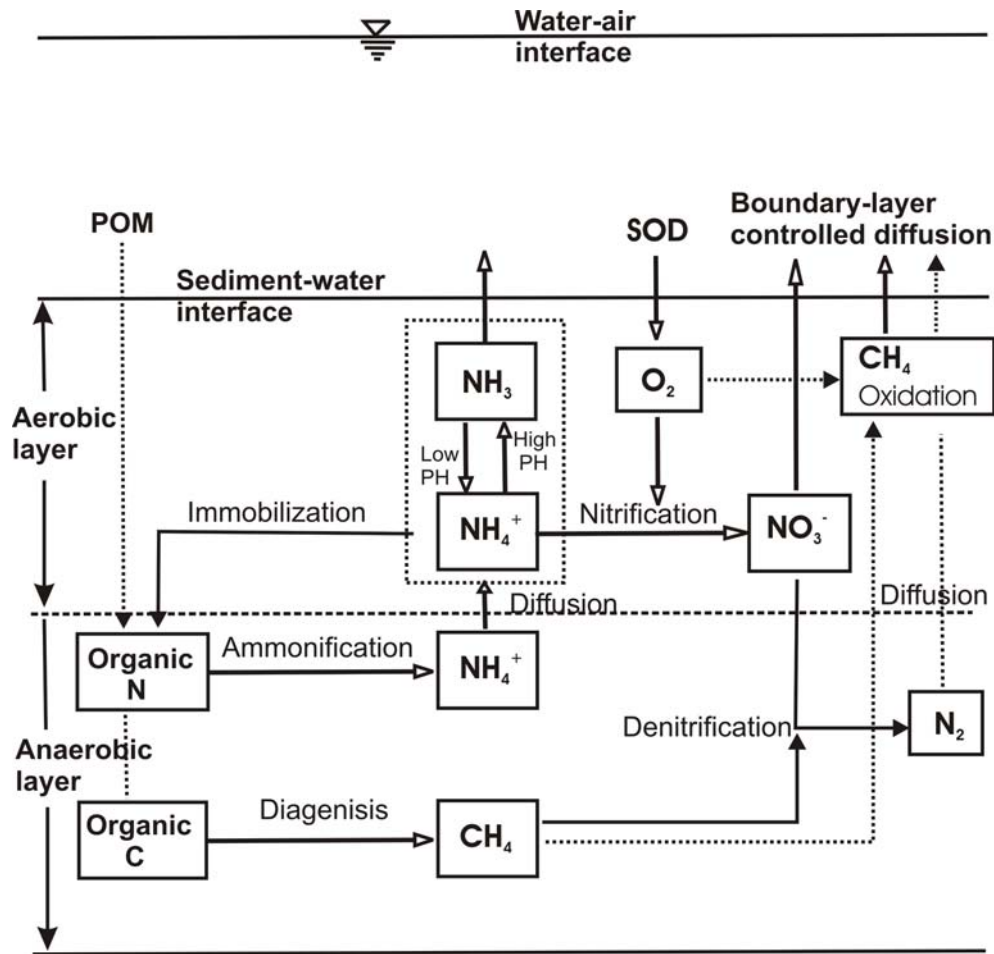 Water-air
interface
POM
SOD
Boundary-layer
controlled diffusion
Sediment-water
interface
NH₃
O₂
CH₄
Oxidation
Aerobic
layer
Low
PH
High
PH
Immobilization
NH₄⁺
Nitrification
NO₃⁻
Diffusion
Diffusion
Organic
N
Ammonification
NH₄⁺
Denitrification
N₂
Anaerobic
layer
Organic
C
Diagenisis
CH₄